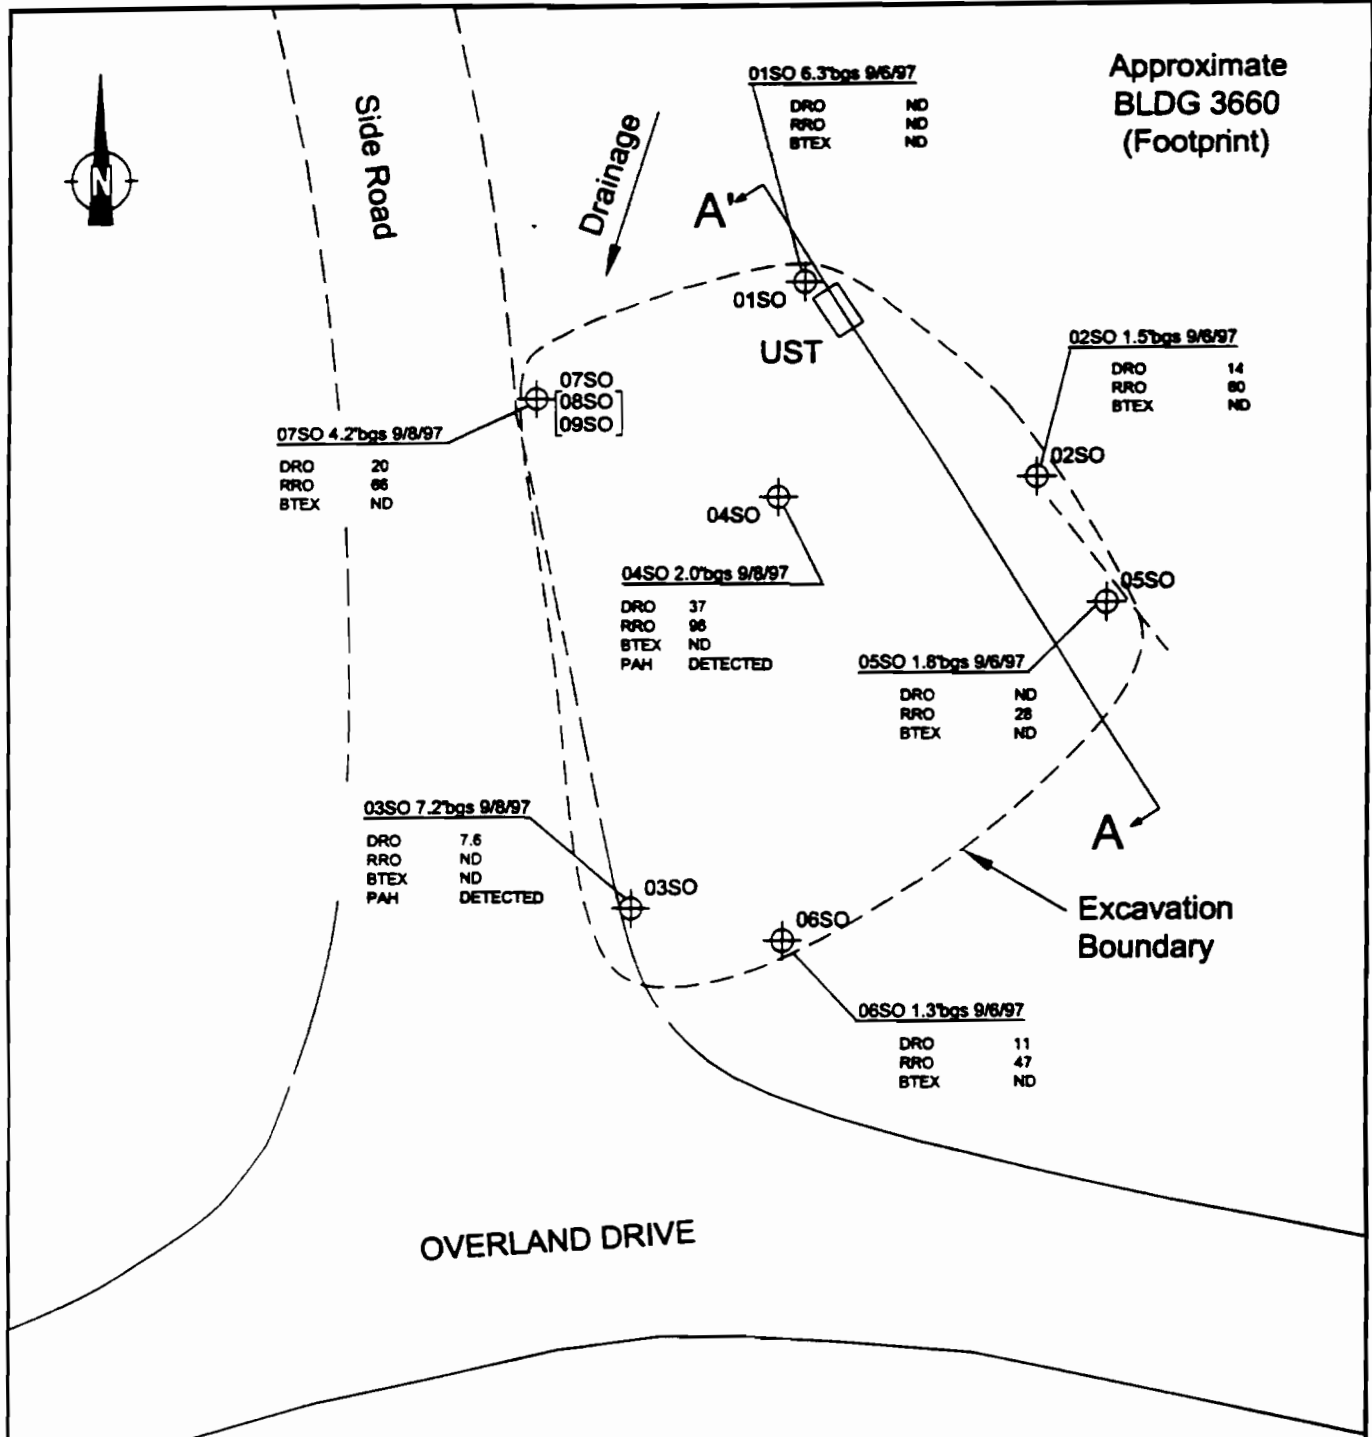 Approximate
BLDG 3660
(Footprint)
N
Side Road
Drainage
01SO 6.3'bgs 9/6/97
DRO ND
RRO ND
BTEX ND
A'
01SO
UST
02SO 1.5'bgs 9/6/97
DRO 14
RRO 60
BTEX ND
02SO
07SO
[08SO]
[09SO]
07SO 4.2'bgs 9/8/97
DRO 20
RRO 66
BTEX ND
04SO
04SO 2.0'bgs 9/8/97
DRO 37
RRO 96
BTEX ND
PAH DETECTED
05SO
05SO 1.8'bgs 9/6/97
DRO ND
RRO 28
BTEX ND
03SO 7.2'bgs 9/8/97
DRO 7.6
RRO ND
BTEX ND
PAH DETECTED
03SO
A
06SO
Excavation
Boundary
06SO 1.3'bgs 9/6/97
DRO 11
RRO 47
BTEX ND
OVERLAND DRIVE